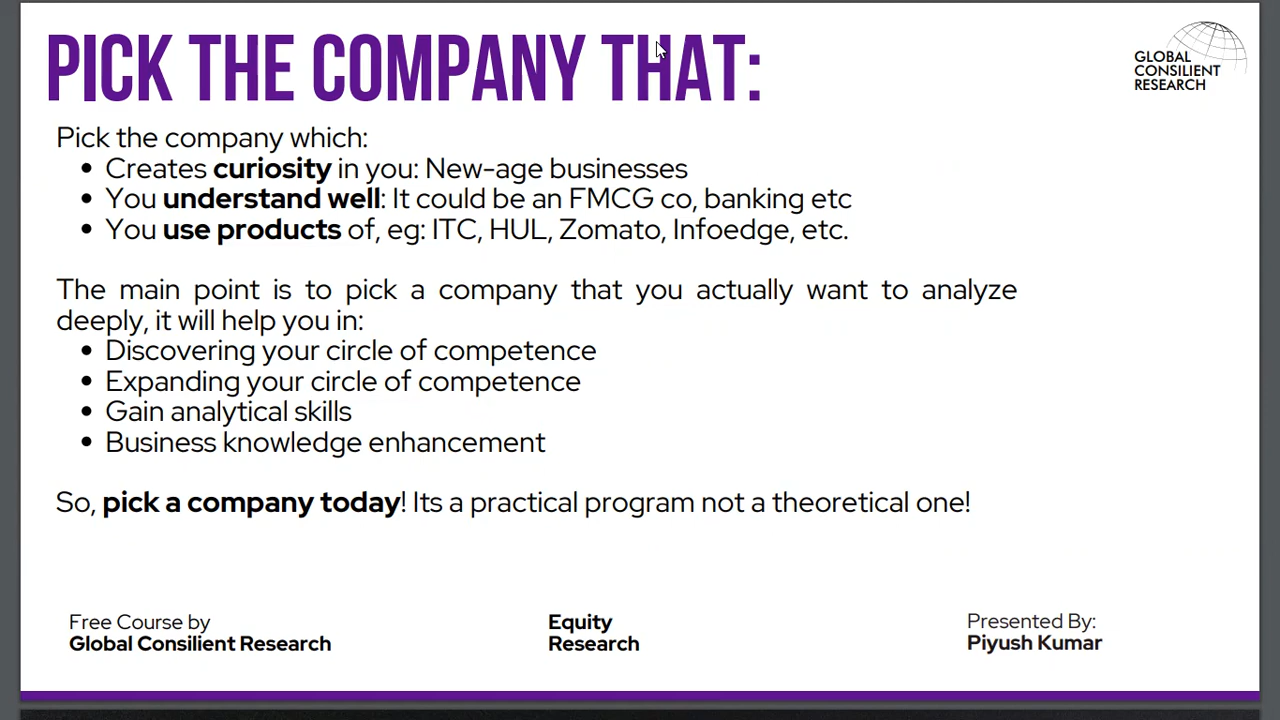 PICK THE COMPANY THAT:
GLOBAL
CONSILIENT
RESEARCH
Pick the company which:
• Creates curiosity in you: New-age businesses
• You understand well: It could be an FMCG co, banking etc
• You use products of, eg: ITC, HUL, Zomato, Infoedge, etc.
The main point is to pick a company that you actually want to analyze
deeply, it will help you in:
• Discovering your circle of competence
• Expanding your circle of competence
• Gain analytical skills
• Business knowledge enhancement
So, pick a company today! Its a practical program not a theoretical one!
Free Course by
Global Consilient Research
Equity
Research
Presented By:
Piyush Kumar